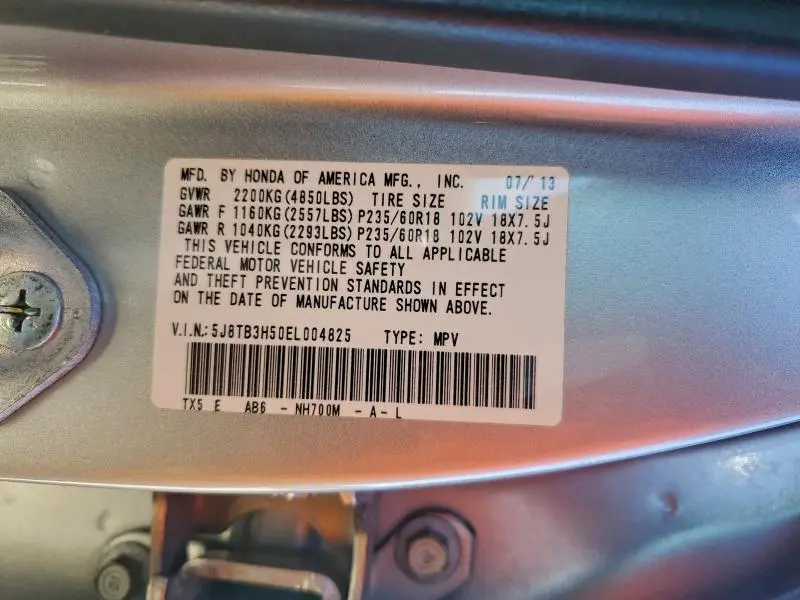 MFD. BY HONDA OF AMERICA MFG., INC. 07/'13
GVWR 2200KG(4850LBS) TIRE SIZE RIM SIZE
GAWR F 1160KG(2557LBS) P235/60R18 102V 18X7.5J
GAWR R 1040KG(2293LBS) P235/60R18 102V 18X7.5J
THIS VEHICLE CONFORMS TO ALL APPLICABLE
FEDERAL MOTOR VEHICLE SAFETY
AND THEFT PREVENTION STANDARDS IN EFFECT
ON THE DATE OF MANUFACTURE SHOWN ABOVE.
V.I.N.: 5J8TB3H50EL004825 TYPE: MPV
TX5 E AB6 - NH700M - A - L